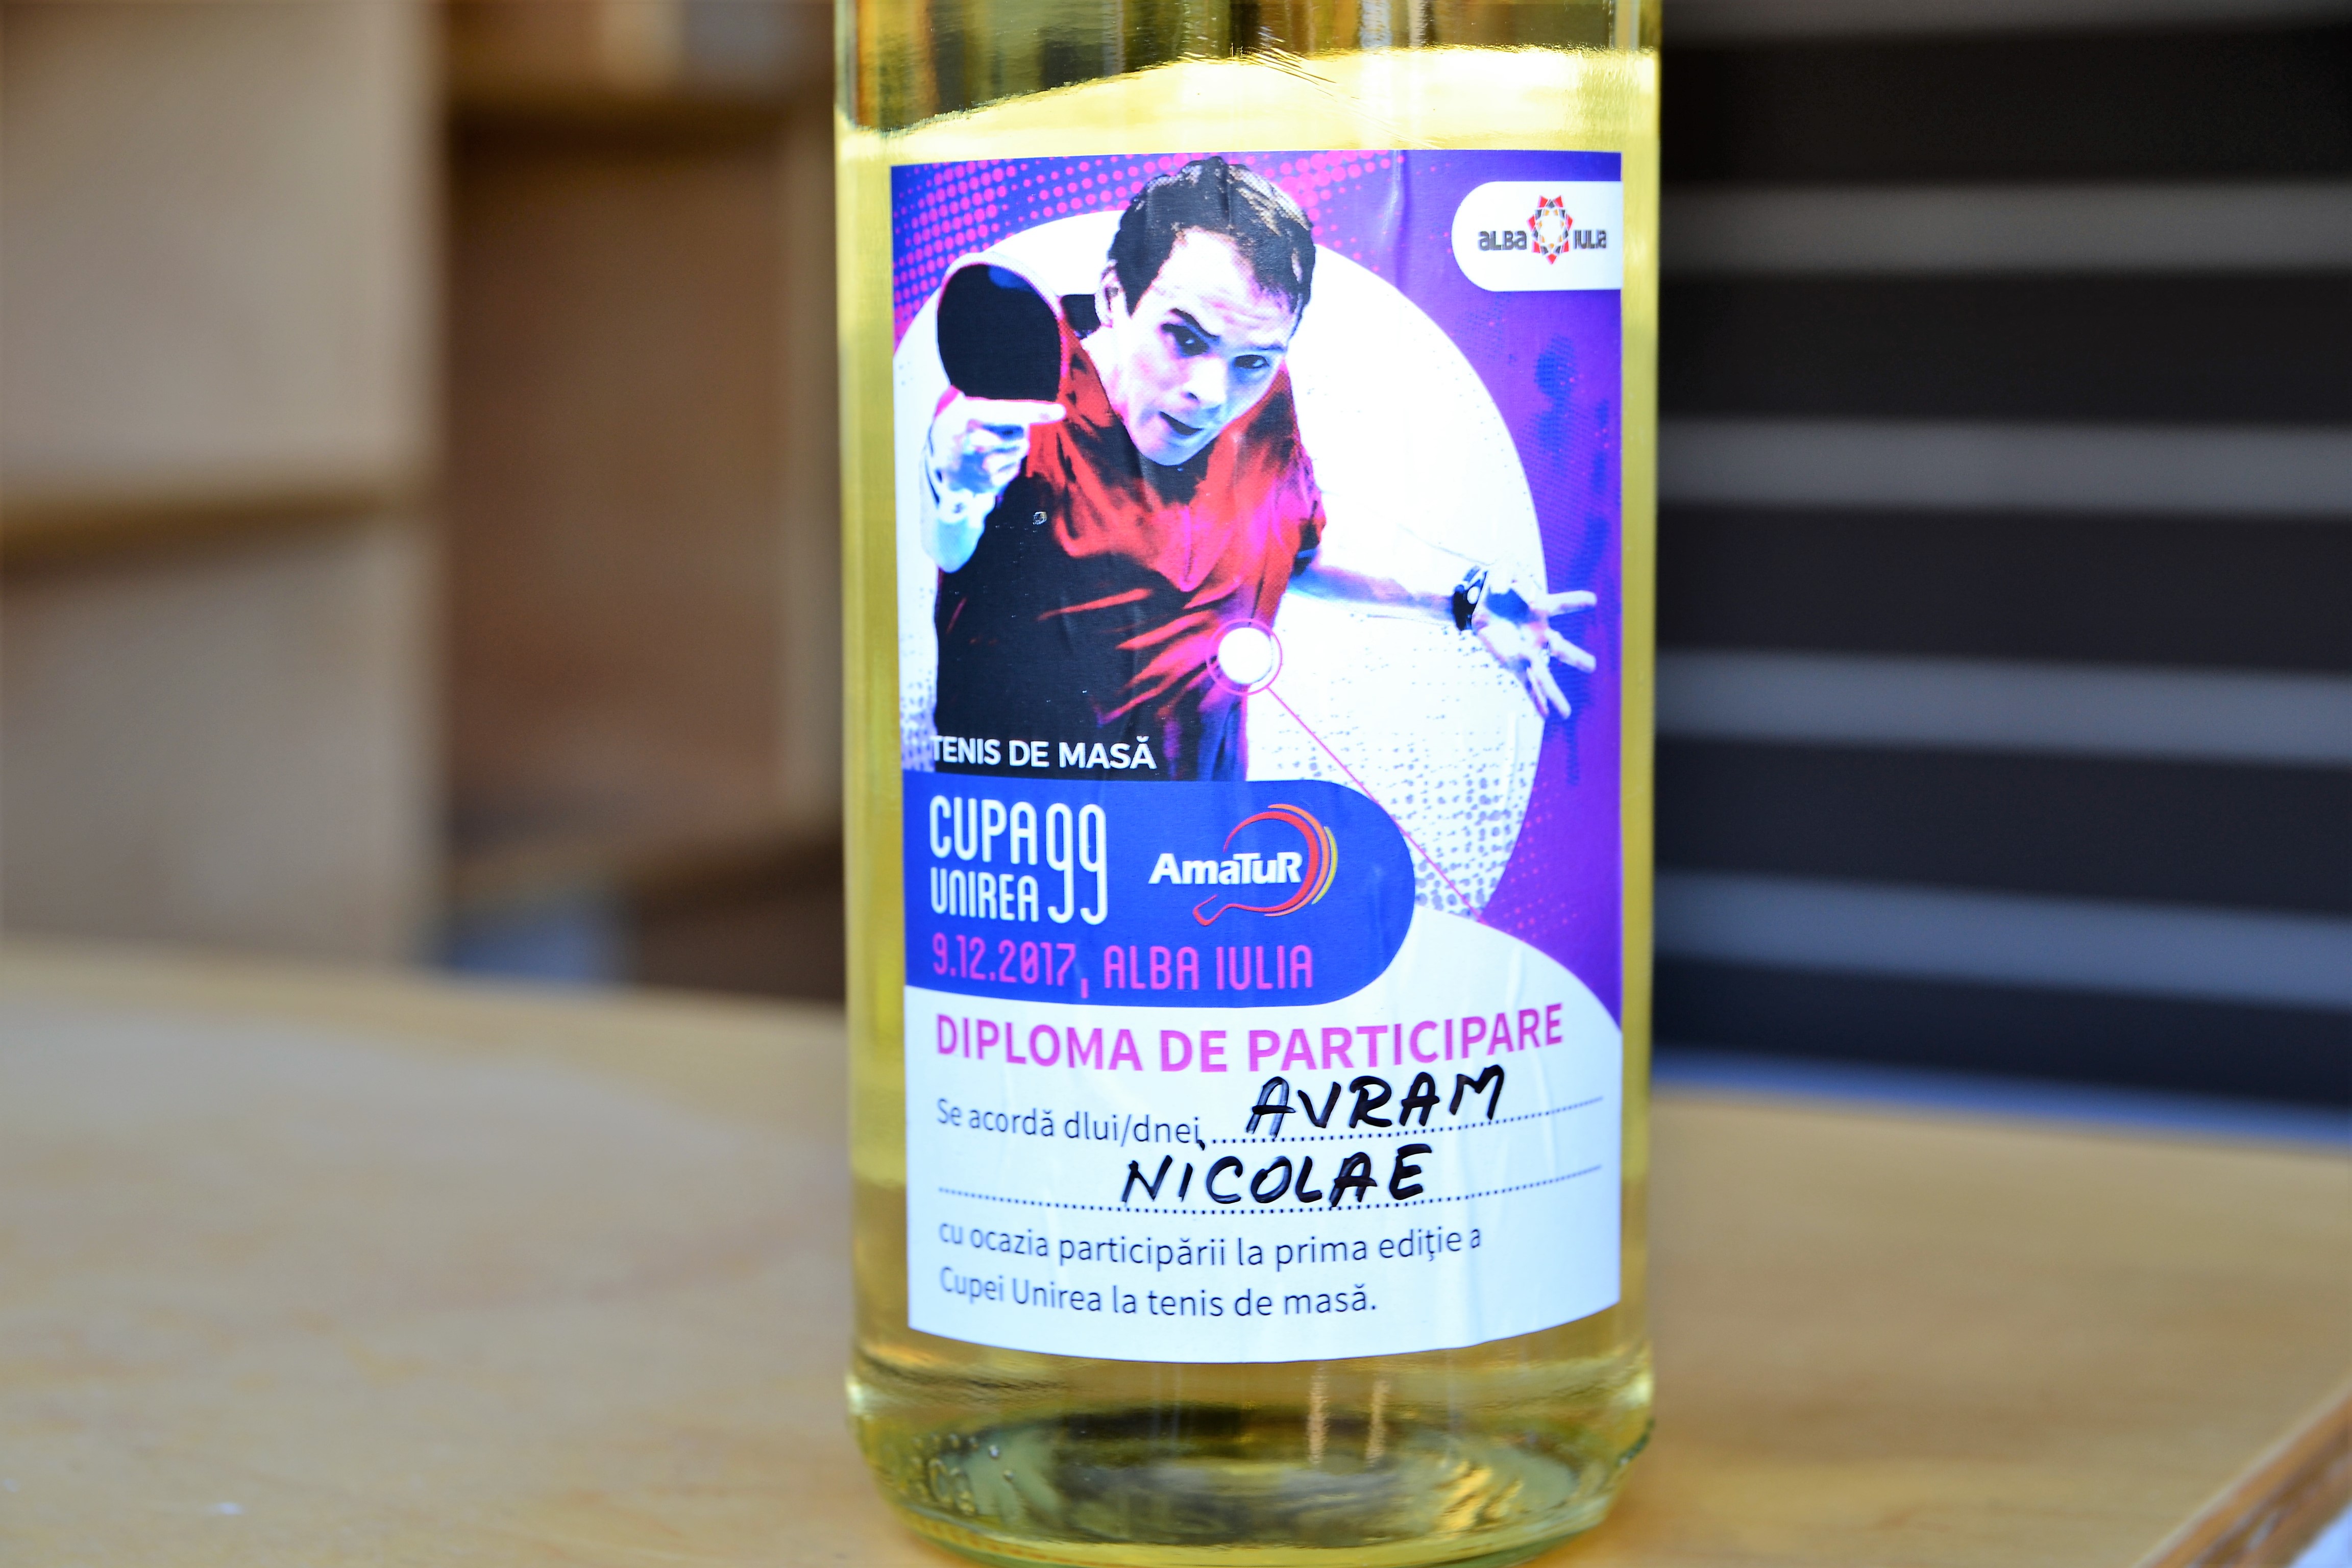 ALBA IULIA
TENIS DE MASĂ
CUPA 99
UNIREA
AmaTuR
9.12.2017, ALBA IULIA
DIPLOMA DE PARTICIPARE
Se acordă dlui/dnei, AVRAM
NICOLAE
cu ocazia participării la prima ediţie a
Cupei Unirea la tenis de masă.